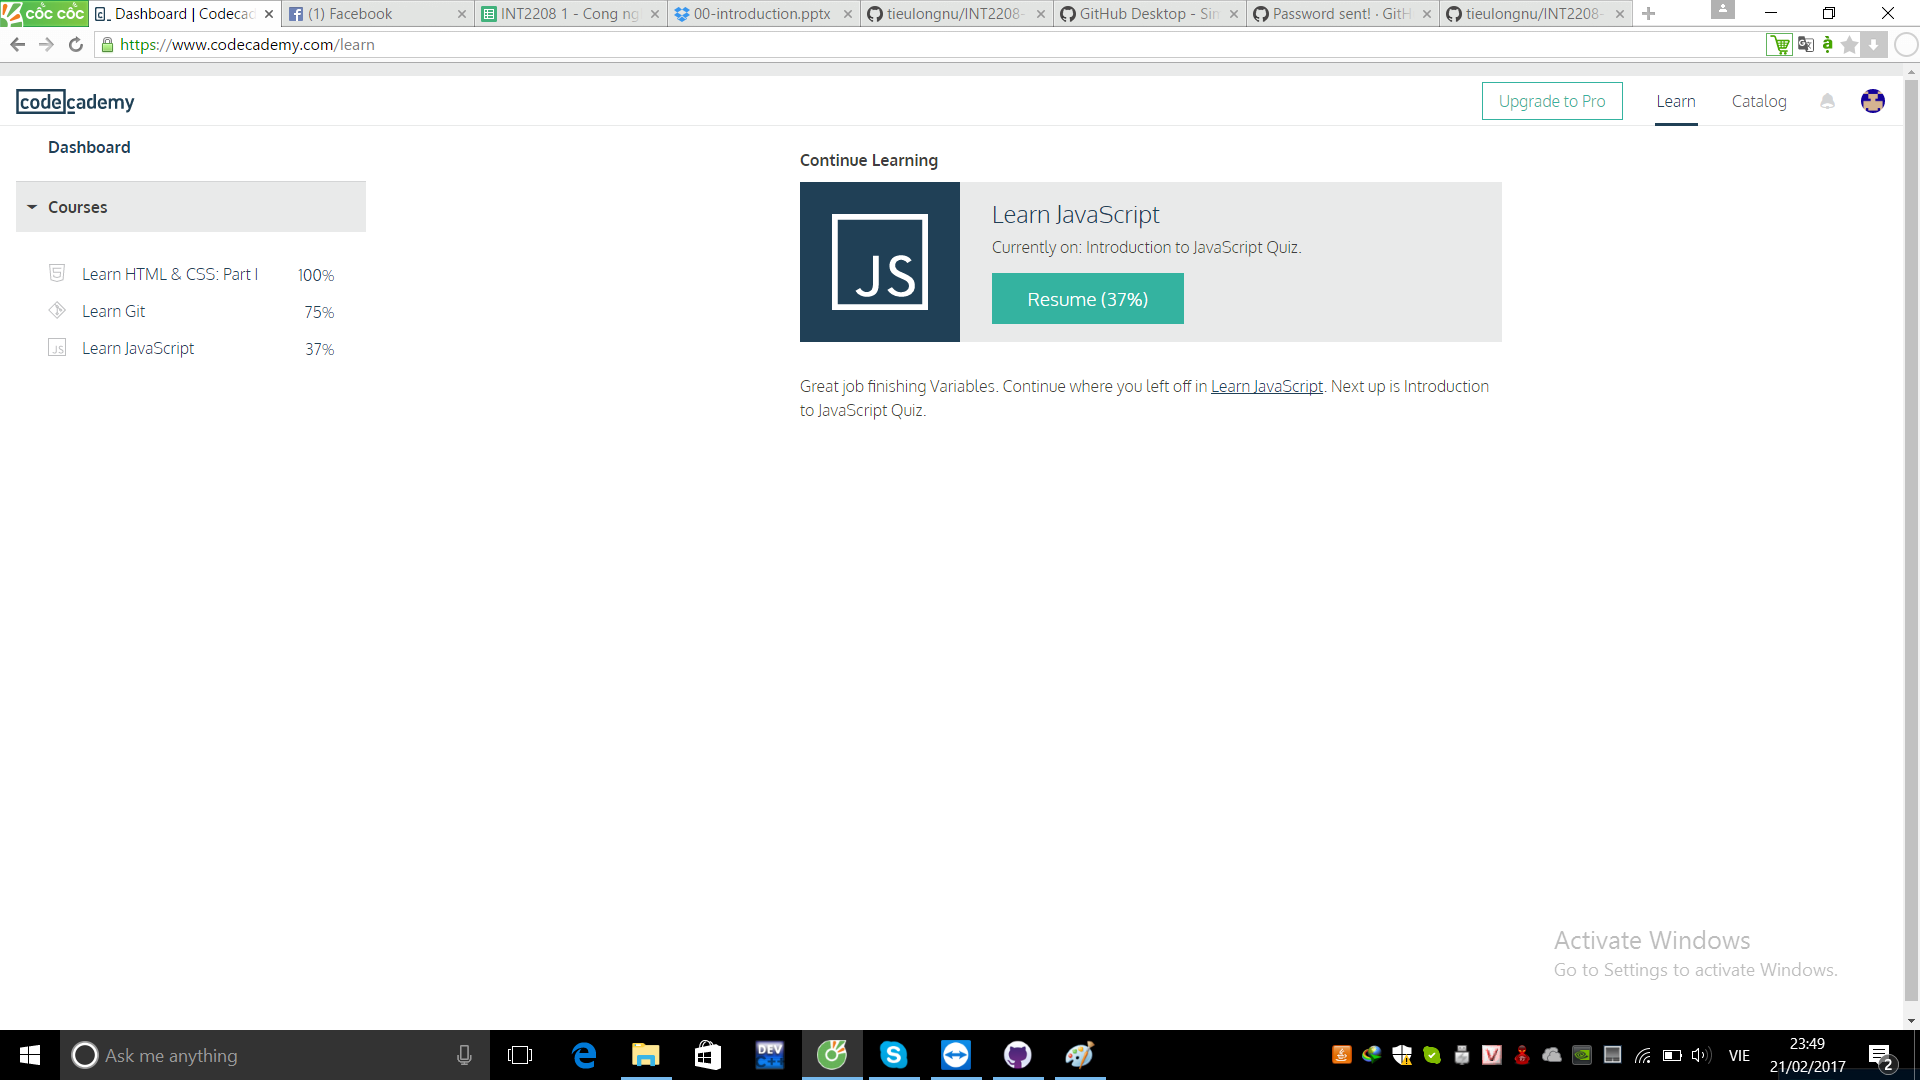 cốc cốc
Dashboard | Codecad
(1) Facebook
INT2208 1 - Cong ng
00-introduction.pptx
tieulongnu/INT2208-
GitHub Desktop - Sim
Password sent! · GitH
tieulongnu/INT2208-
https://www.codecademy.com/learn
codecademy
Upgrade to Pro
Learn
Catalog
Dashboard
Courses
Learn HTML & CSS: Part I 100%
Learn Git 75%
Learn JavaScript 37%
Continue Learning
JS
Learn JavaScript
Currently on: Introduction to JavaScript Quiz.
Resume (37%)
Great job finishing Variables. Continue where you left off in Learn JavaScript. Next up is Introduction
to JavaScript Quiz.
Activate Windows
Go to Settings to activate Windows.
Ask me anything
DEV
C++
VIE
23:49
21/02/2017
2